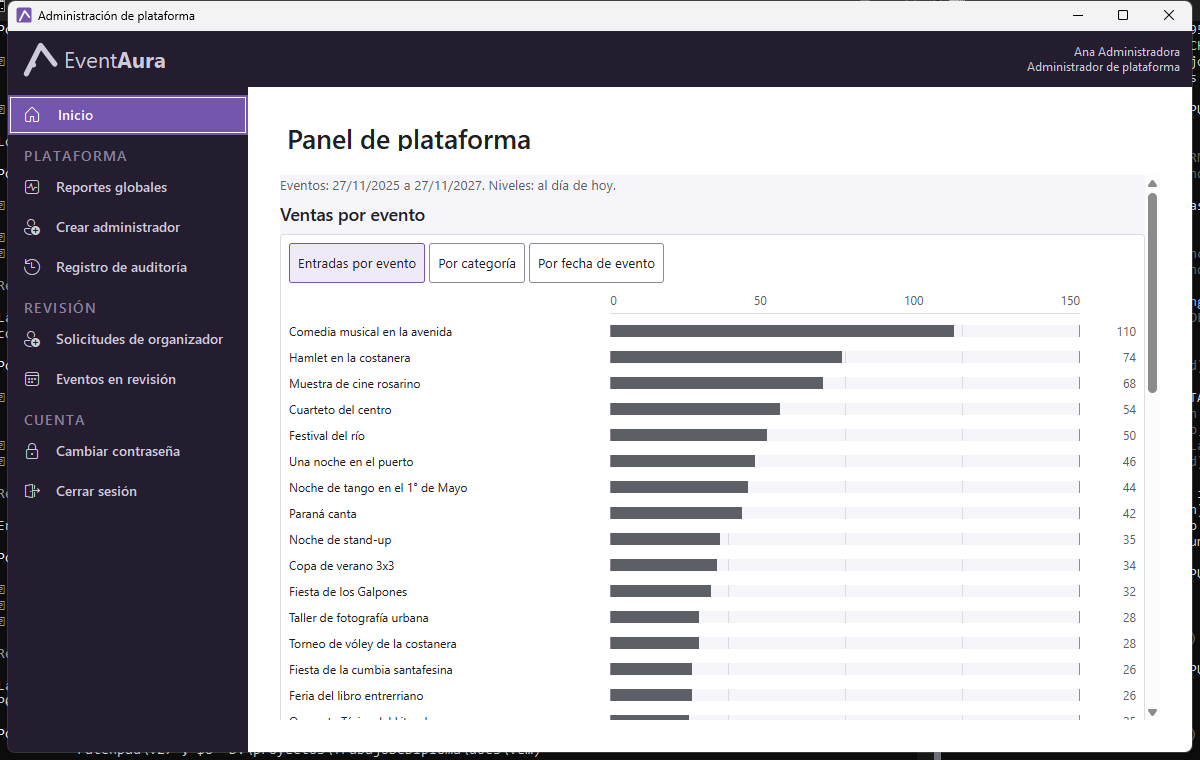 Administración de plataforma
EventAura
Ana Administradora
Administrador de plataforma
Inicio
PLATAFORMA
Reportes globales
Crear administrador
Registro de auditoría
REVISIÓN
Solicitudes de organizador
Eventos en revisión
CUENTA
Cambiar contraseña
Cerrar sesión
Panel de plataforma
Eventos: 27/11/2025 a 27/11/2027. Niveles: al día de hoy.
Ventas por evento
Entradas por evento Por categoría Por fecha de evento
0 50 100 150
Comedia musical en la avenida 110
Hamlet en la costanera 74
Muestra de cine rosarino 68
Cuarteto del centro 54
Festival del río 50
Una noche en el puerto 46
Noche de tango en el 1° de Mayo 44
Paraná canta 42
Noche de stand-up 35
Copa de verano 3x3 34
Fiesta de los Galpones 32
Taller de fotografía urbana 28
Torneo de vóley de la costanera 28
Fiesta de la cumbia santafesina 26
Feria del libro entrerriano 26